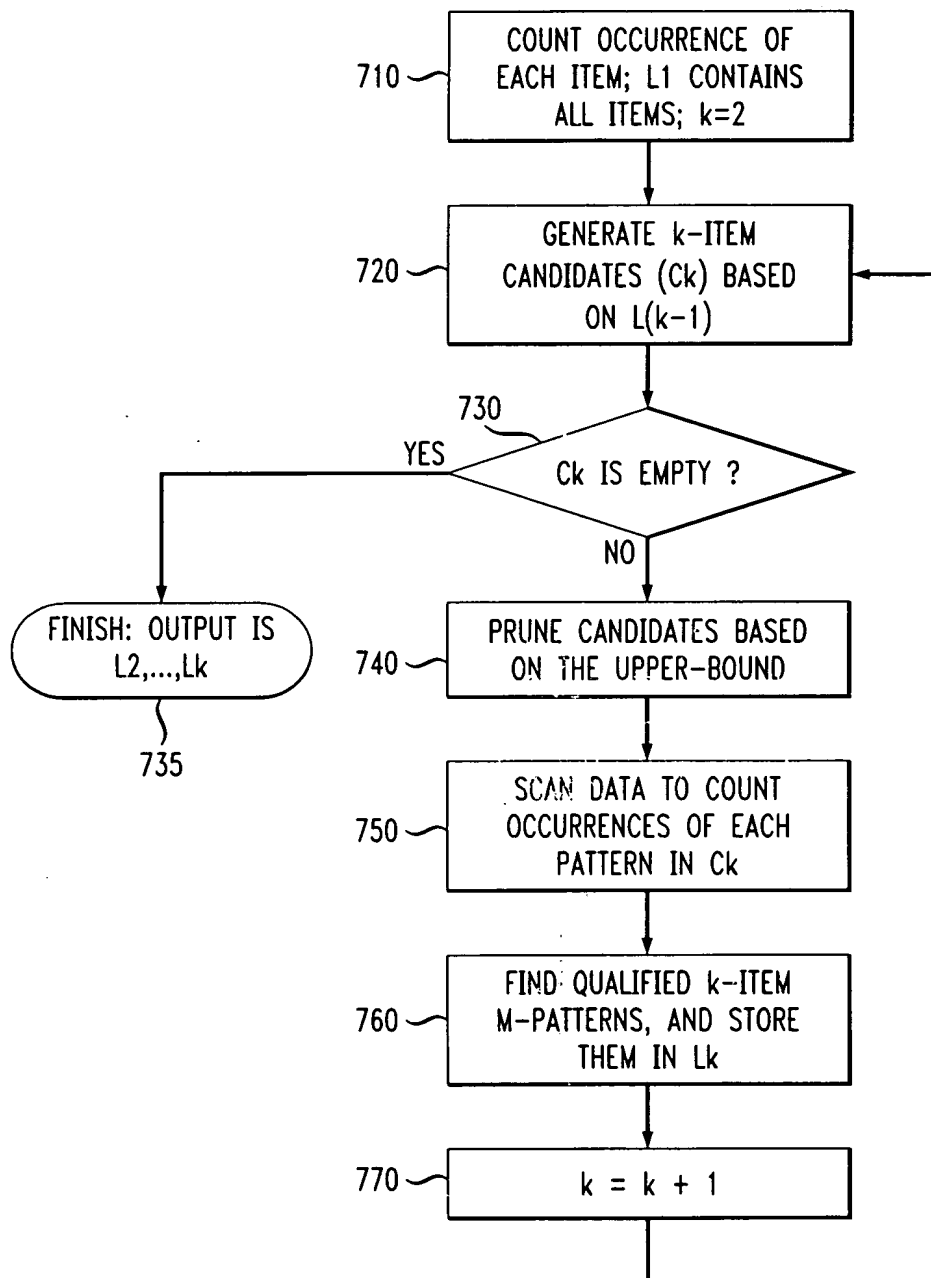 COUNT OCCURRENCE OF
EACH ITEM; L1 CONTAINS
ALL ITEMS; k=2
710
GENERATE k-ITEM
CANDIDATES (Ck) BASED
ON L(k-1)
720
730
YES
Ck IS EMPTY ?
NO
FINISH: OUTPUT IS
L2,...,Lk
735
PRUNE CANDIDATES BASED
ON THE UPPER-BOUND
740
SCAN DATA TO COUNT
OCCURRENCES OF EACH
PATTERN IN Ck
750
FIND QUALIFIED k-ITEM
M-PATTERNS, AND STORE
THEM IN Lk
760
770
k = k + 1